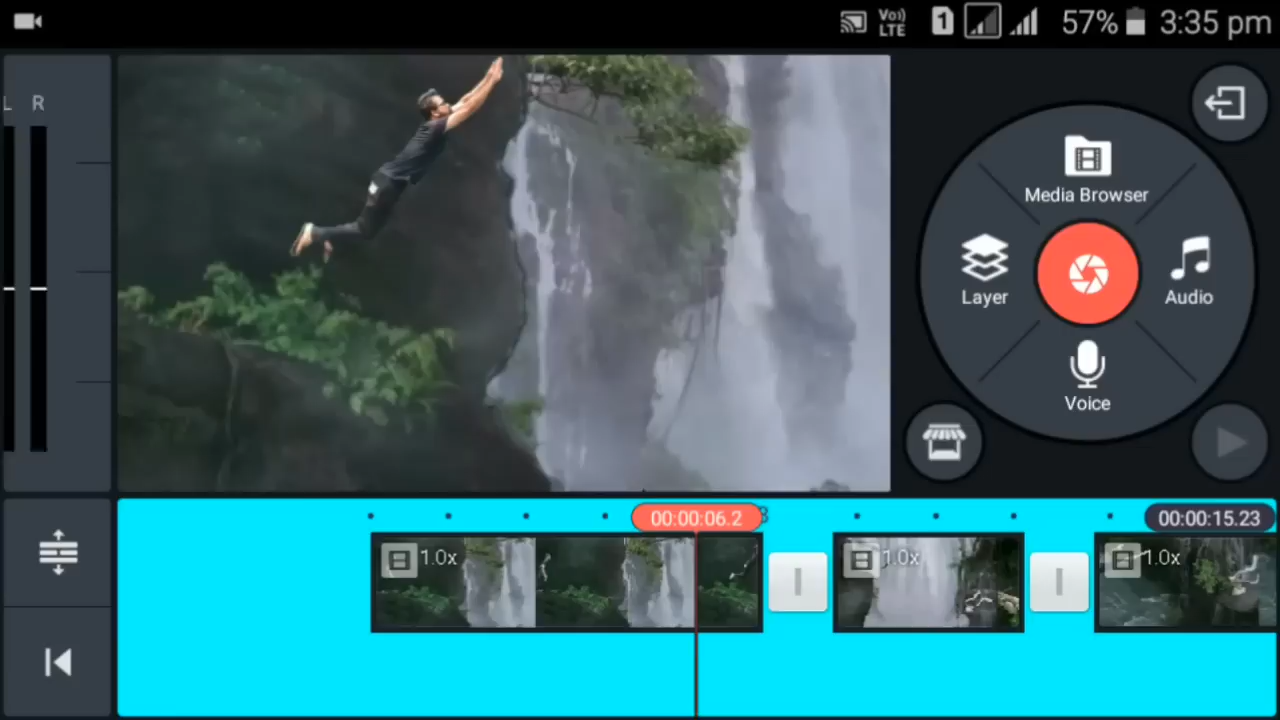 Vo))
LTE
1
57%
3:35 pm
L R
Media Browser
Layer
Audio
Voice
00:00:06.2
00:00:15.23
1.0x
1.0x
1.0x